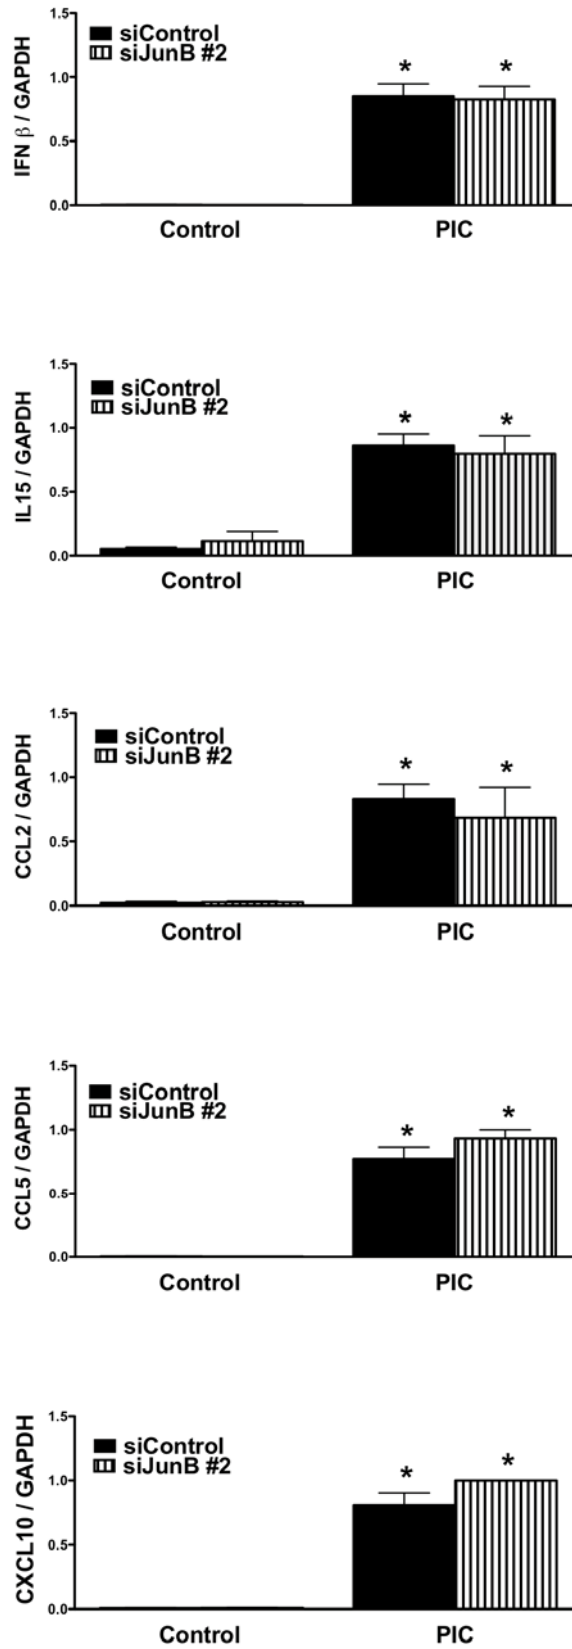 1.5
siControl
siJunB #2
1.0
0.5
0.0
IFN β / GAPDH
* *
Control PIC
1.5
siControl
siJunB #2
1.0
0.5
0.0
IL15 / GAPDH
* *
Control PIC
1.5
siControl
siJunB #2
1.0
0.5
0.0
CCL2 / GAPDH
* *
Control PIC
1.5
siControl
siJunB #2
1.0
0.5
0.0
CCL5 / GAPDH
* *
Control PIC
1.5
siControl
siJunB #2
1.0
0.5
0.0
CXCL10 / GAPDH
* *
Control PIC